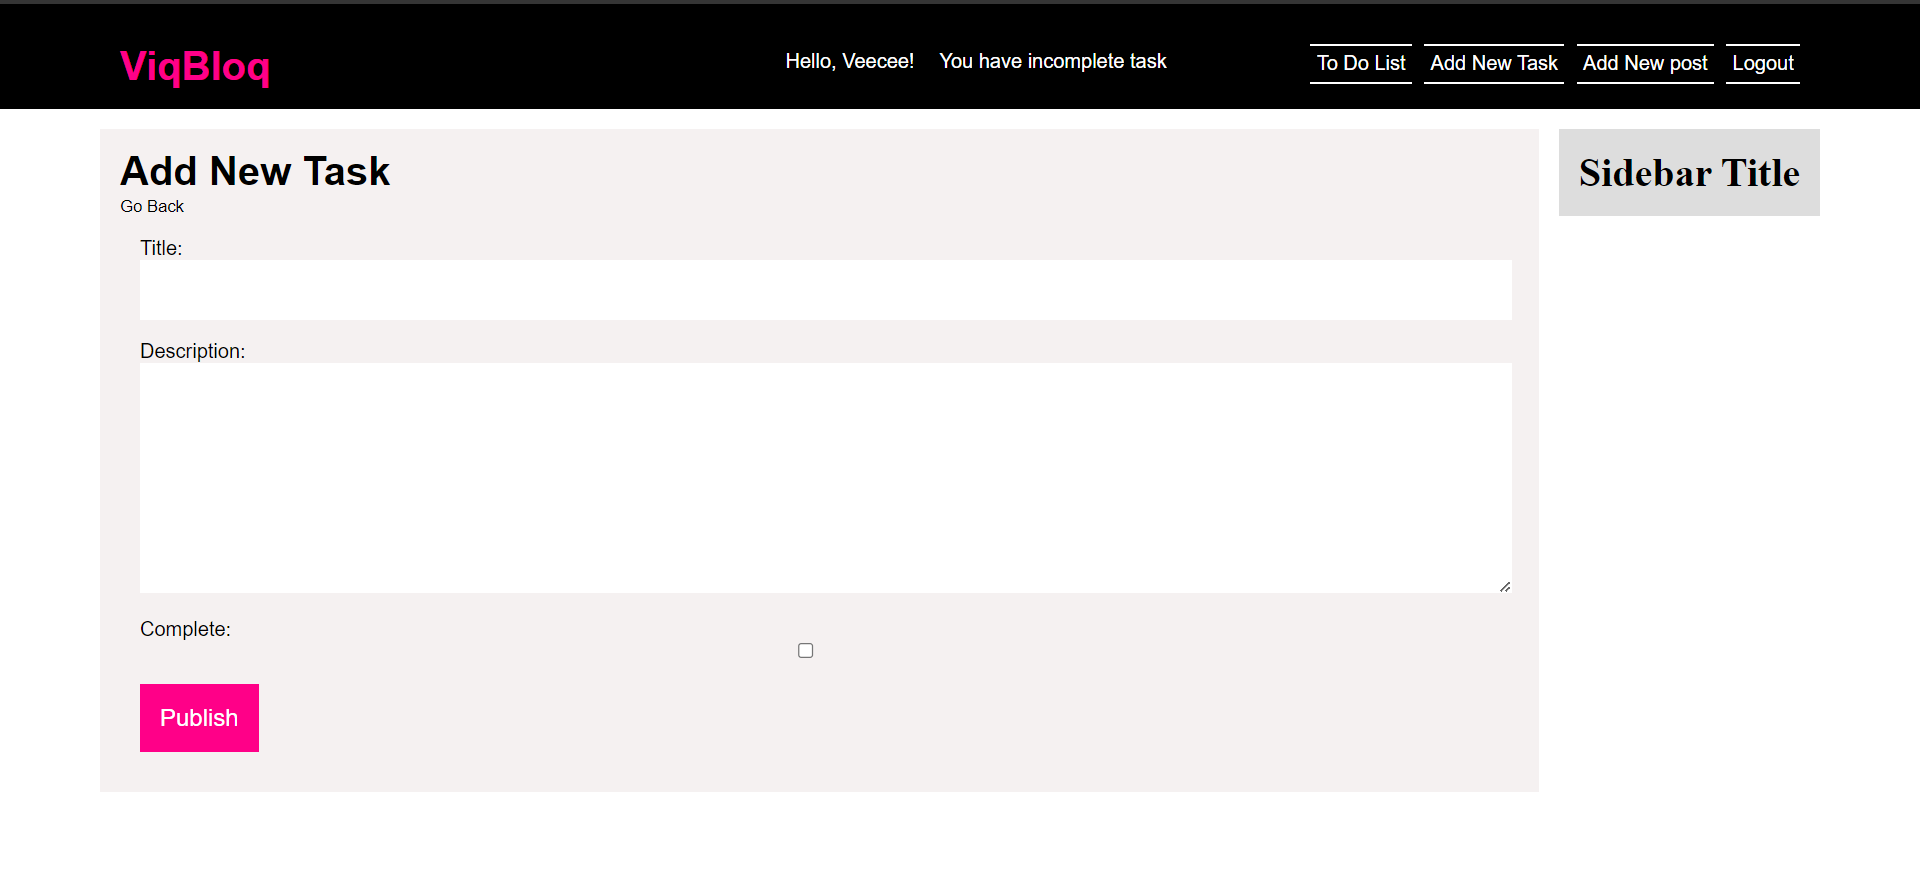 ViqBloq
Hello, Veecee! You have incomplete task
To Do List Add New Task Add New post Logout
Add New Task
Go Back
Sidebar Title
Title:
Description:
Complete:
Publish